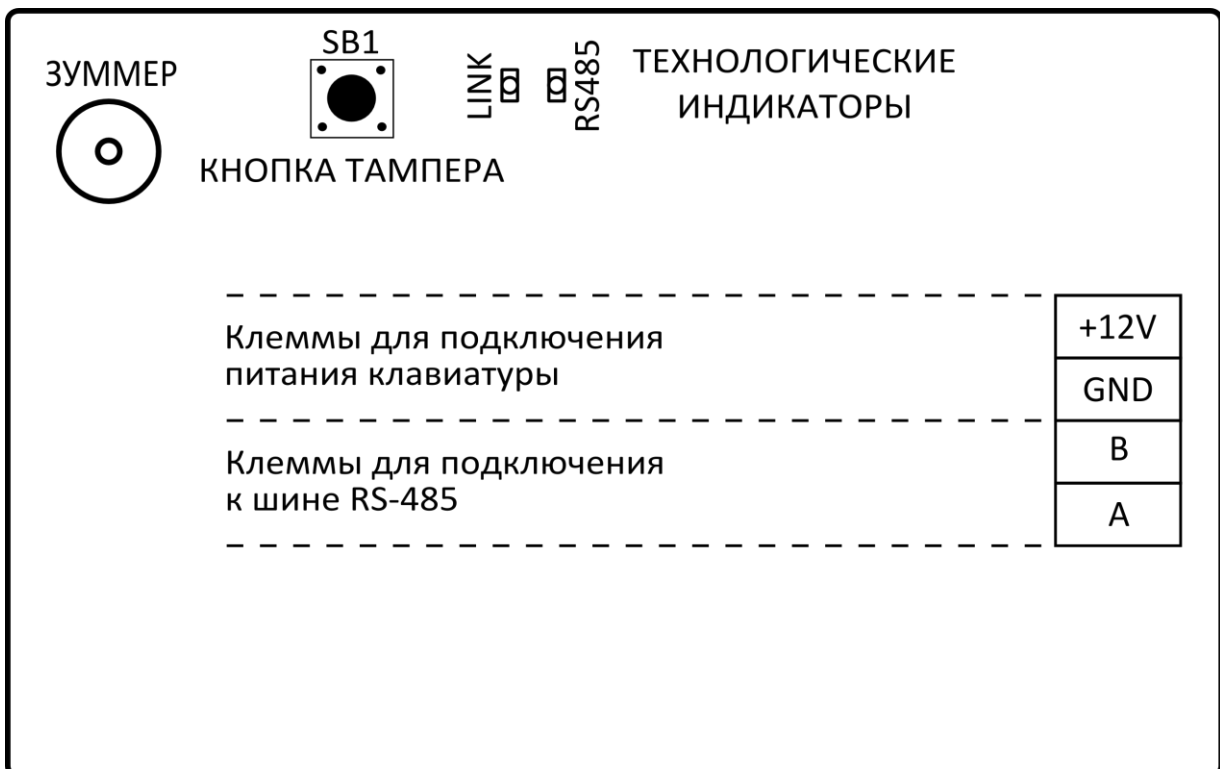 ЗУММЕР
SB1
КНОПКА ТАМПЕРА
LINK
RS485
ТЕХНОЛОГИЧЕСКИЕ
ИНДИКАТОРЫ
Клеммы для подключения
питания клавиатуры
+12V
GND
Клеммы для подключения
к шине RS-485
B
A